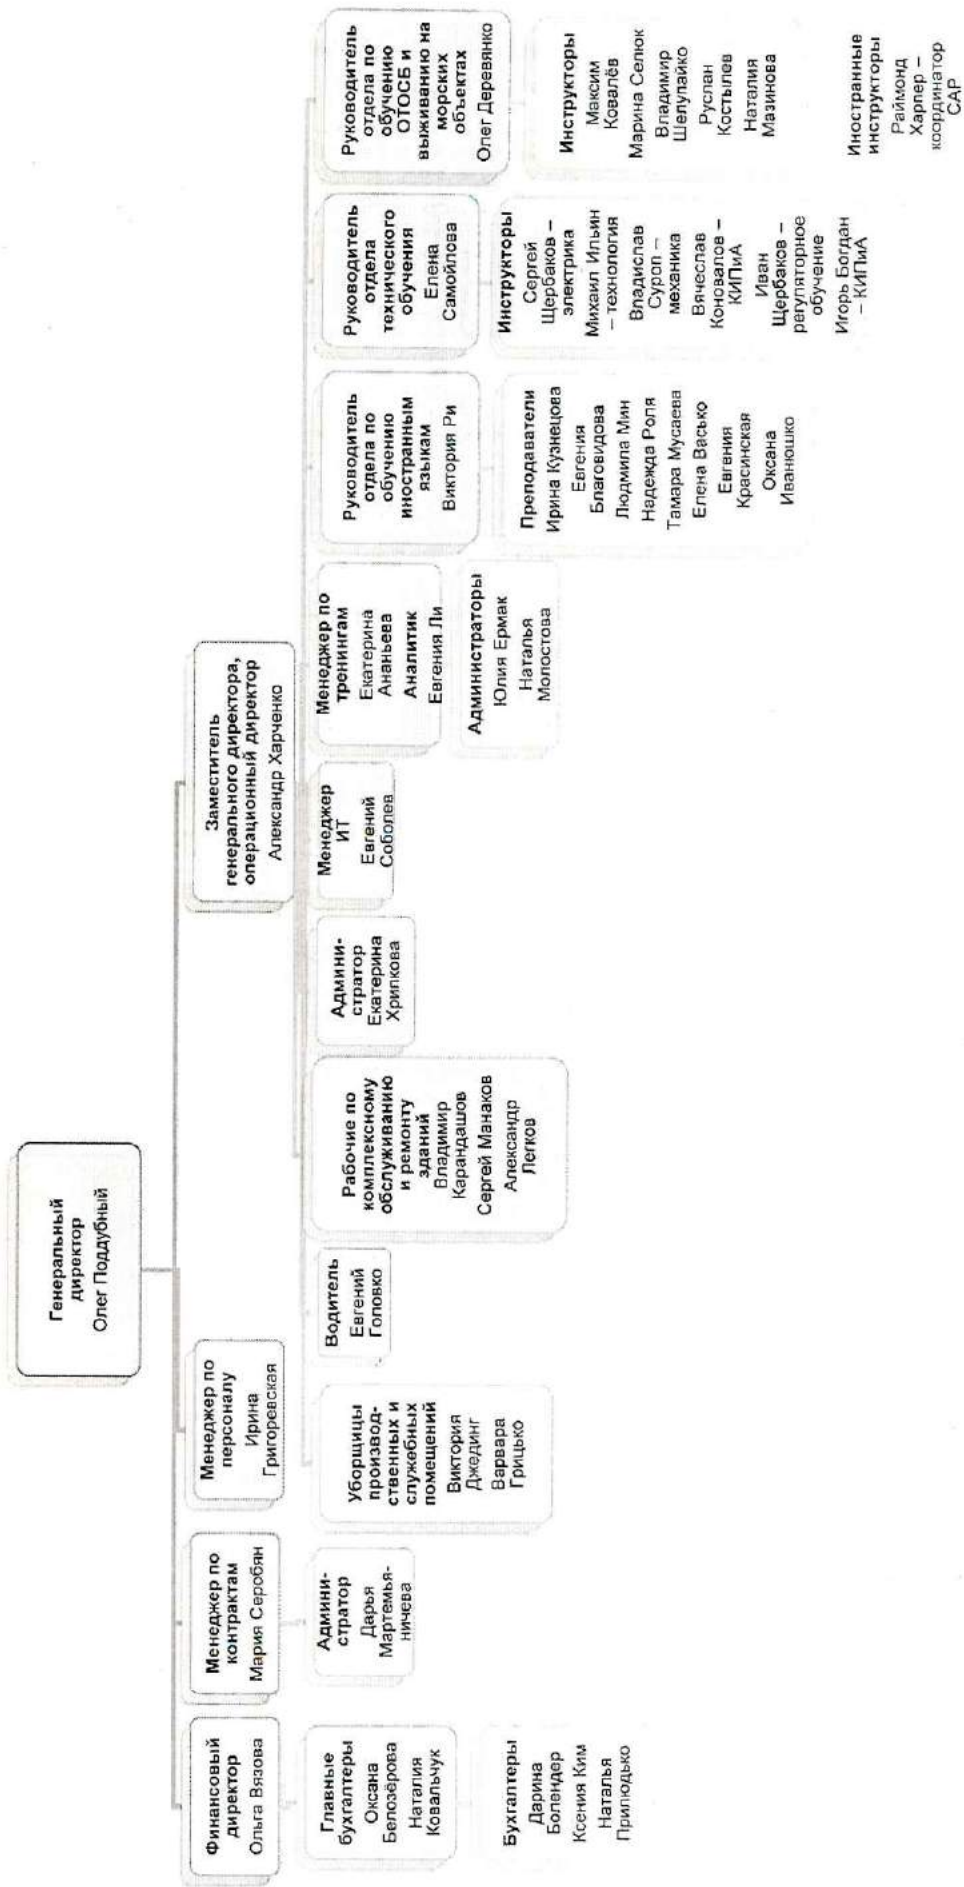 Генеральный
директор
Олег Поддубный
Финансовый
директор
Ольга Вязова
Менеджер по
контрактам
Мария Серобян
Менеджер по
персоналу
Ирина
Григоревская
Заместитель
генерального директора,
операционный директор
Александр Харченко
Главные
бухгалтеры
Оксана
Белозёрова
Наталия
Ковальчук
Бухгалтеры
Дарина
Болендер
Ксения Ким
Наталья
Прилюдько
Админи-
стратор
Дарья
Мартемья-
ничева
Уборщицы
производ-
ственных и
служебных
помещений
Виктория
Джединг
Варвара
Грицько
Водитель
Евгений
Головко
Рабочие по
комплексному
обслуживанию
и ремонту
зданий
Владимир
Карандашов
Сергей Манаков
Александр
Легков
Админи-
стратор
Екатерина
Хрипкова
Менеджер
ИТ
Евгений
Соболев
Менеджер по
тренингам
Екатерина
Ананьева
Аналитик
Евгения Ли
Администраторы
Юлия Ермак
Наталья
Молостова
Руководитель
отдела по
обучению
иностранным
языкам
Виктория Ри
Преподаватели
Ирина Кузнецова
Евгения
Благовидова
Людмила Мин
Надежда Роля
Тамара Мусаева
Елена Васько
Евгения
Красинская
Оксана
Иванюшко
Руководитель
отдела
технического
обучения
Елена
Самойлова
Инструкторы
Сергей
Щербаков –
электрика
Михаил Ильин
– технология
Владислав
Суроп –
механика
Вячеслав
Коновалов –
КИПиА
Иван
Щербаков –
регуляторное
обучение
Игорь Богдан
– КИПиА
Руководитель
отдела по
обучению
ОТОСБ и
выживанию на
морских
объектах
Олег Деревянко
Инструкторы
Максим
Ковалёв
Марина Селюк
Владимир
Шелупайко
Руслан
Костылев
Наталия
Мазинова
Иностранные
инструкторы
Раймонд
Харпер –
координатор
САР